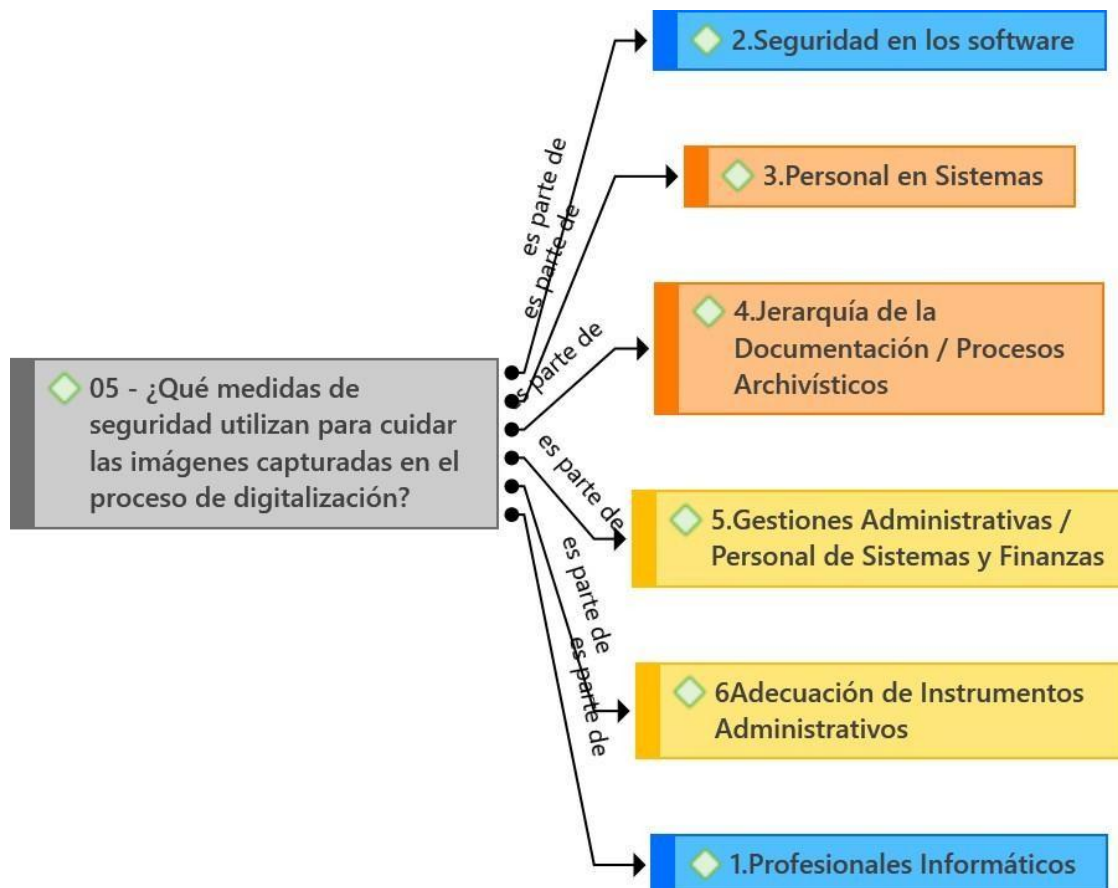 2.Seguridad en los software
es parte de
3.Personal en Sistemas
es parte de
4.Jerarquía de la
Documentación / Procesos
Archivísticos
es parte de
05 - ¿Qué medidas de
seguridad utilizan para cuidar
las imágenes capturadas en el
proceso de digitalización?
es parte de
5.Gestiones Administrativas /
Personal de Sistemas y Finanzas
es parte de
6Adecuación de Instrumentos
Administrativos
es parte de
1.Profesionales Informáticos